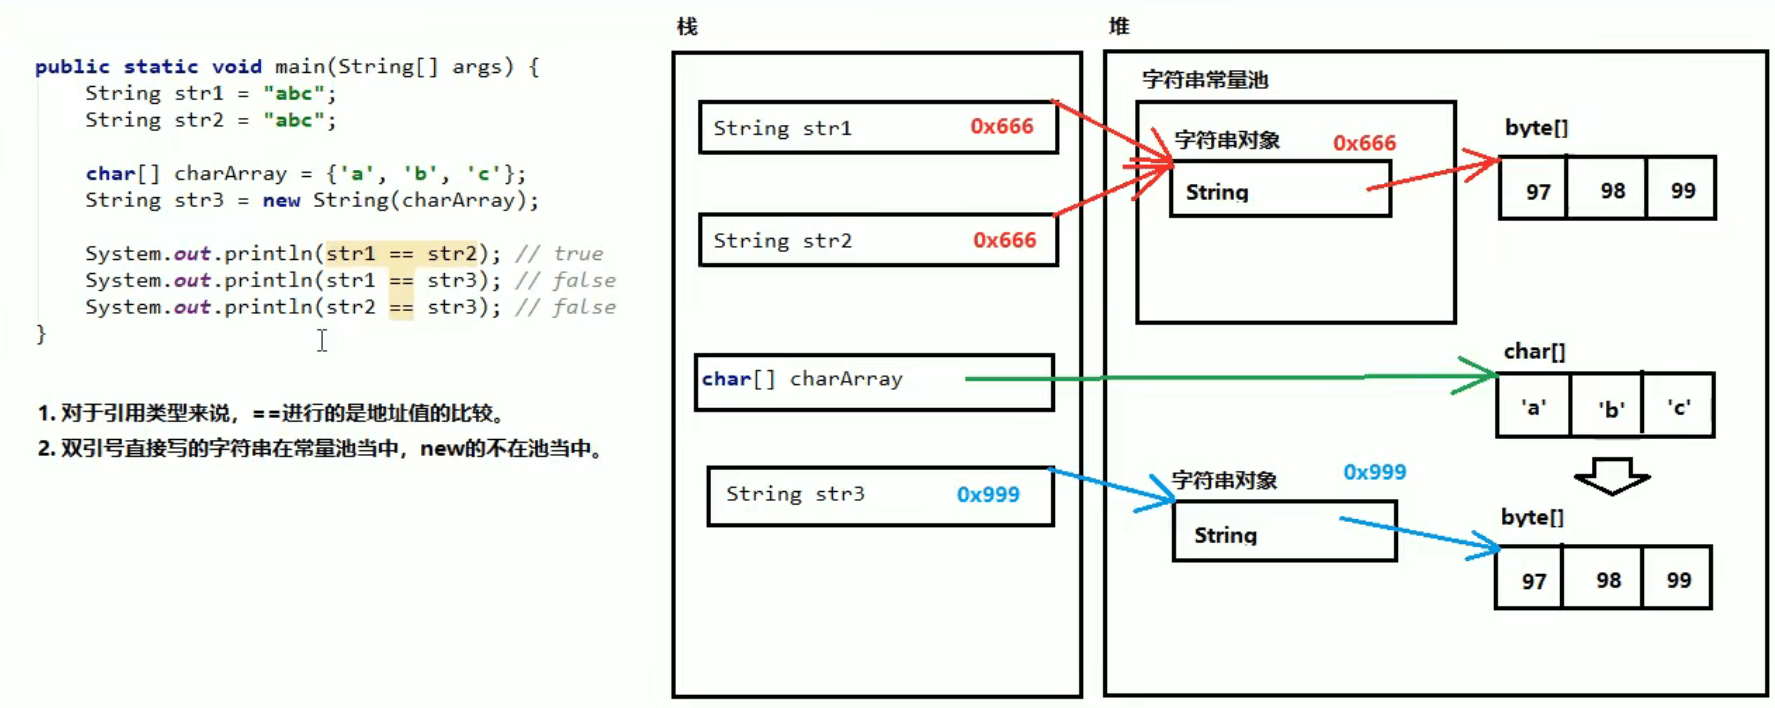 public static void main(String[] args) {
String str1 = "abc";
String str2 = "abc";
char[] charArray = {'a', 'b', 'c'};
String str3 = new String(charArray);
System.out.println(str1 == str2); // true
System.out.println(str1 == str3); // false
System.out.println(str2 == str3); // false
}
1. 对于引用类型来说，==进行的是地址值的比较。
2. 双引号直接写的字符串在常量池当中，new的不在池当中。
栈
String str1 0x666
String str2 0x666
char[] charArray
String str3 0x999
堆
字符串常量池
字符串对象 0x666
String
byte[]
97 98 99
char[]
'a' 'b' 'c'
字符串对象 0x999
String
byte[]
97 98 99